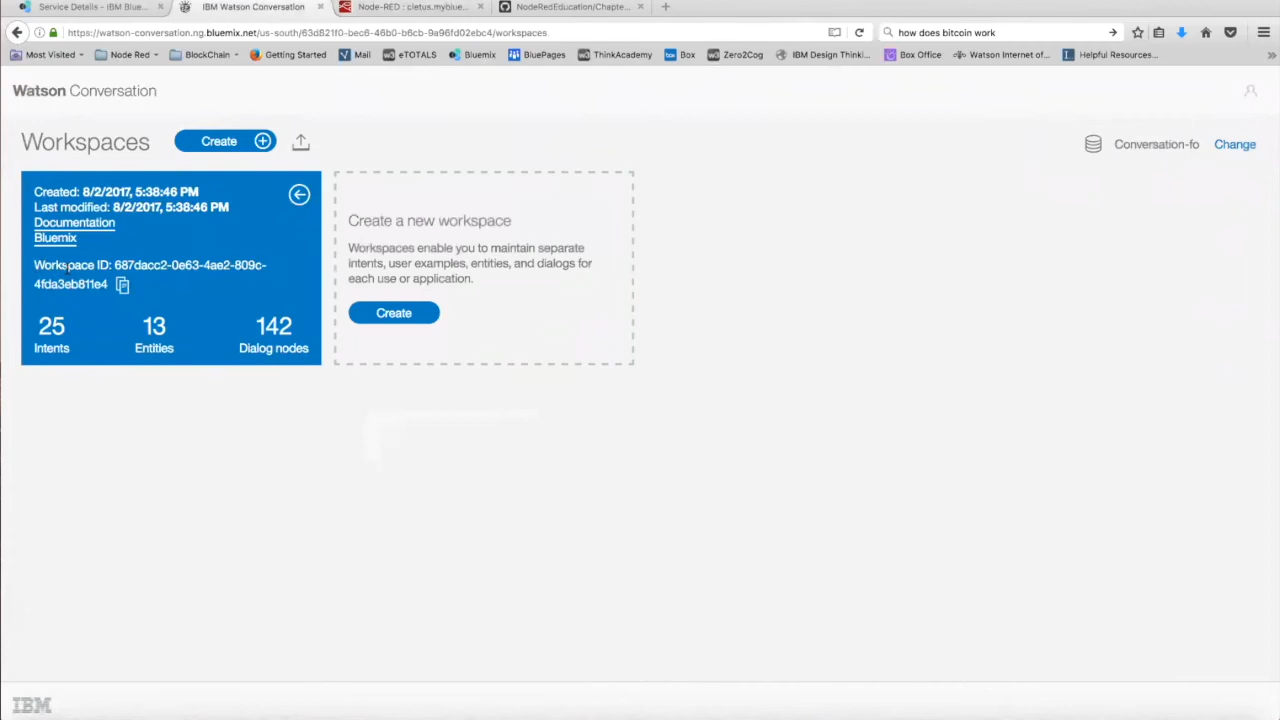 Service Details - IBM Blue...
IBM Watson Conversation
Node-RED : cletus.myblue...
NodeRedEducation/Chapte...
https://watson-conversation.ng.bluemix.net/us-south/63d821f0-bec6-46b0-b6cb-9a96fd02ebc4/workspaces
how does bitcoin work
Most Visited
Node Red
BlockChain
Getting Started
Mail
eTOTALS
Bluemix
BluePages
ThinkAcademy
Box
Zero2Cog
IBM Design Thinki...
Box Office
Watson Internet of...
Helpful Resources...
Watson Conversation
Workspaces
Create
Conversation-fo
Change
Created: 8/2/2017, 5:38:46 PM
Last modified: 8/2/2017, 5:38:46 PM
Documentation
Bluemix
Workspace ID: 687dacc2-0e63-4ae2-809c-
4fda3eb811e4
25 13 142
Intents Entities Dialog nodes
Create a new workspace
Workspaces enable you to maintain separate
intents, user examples, entities, and dialogs for
each use or application.
Create
IBM